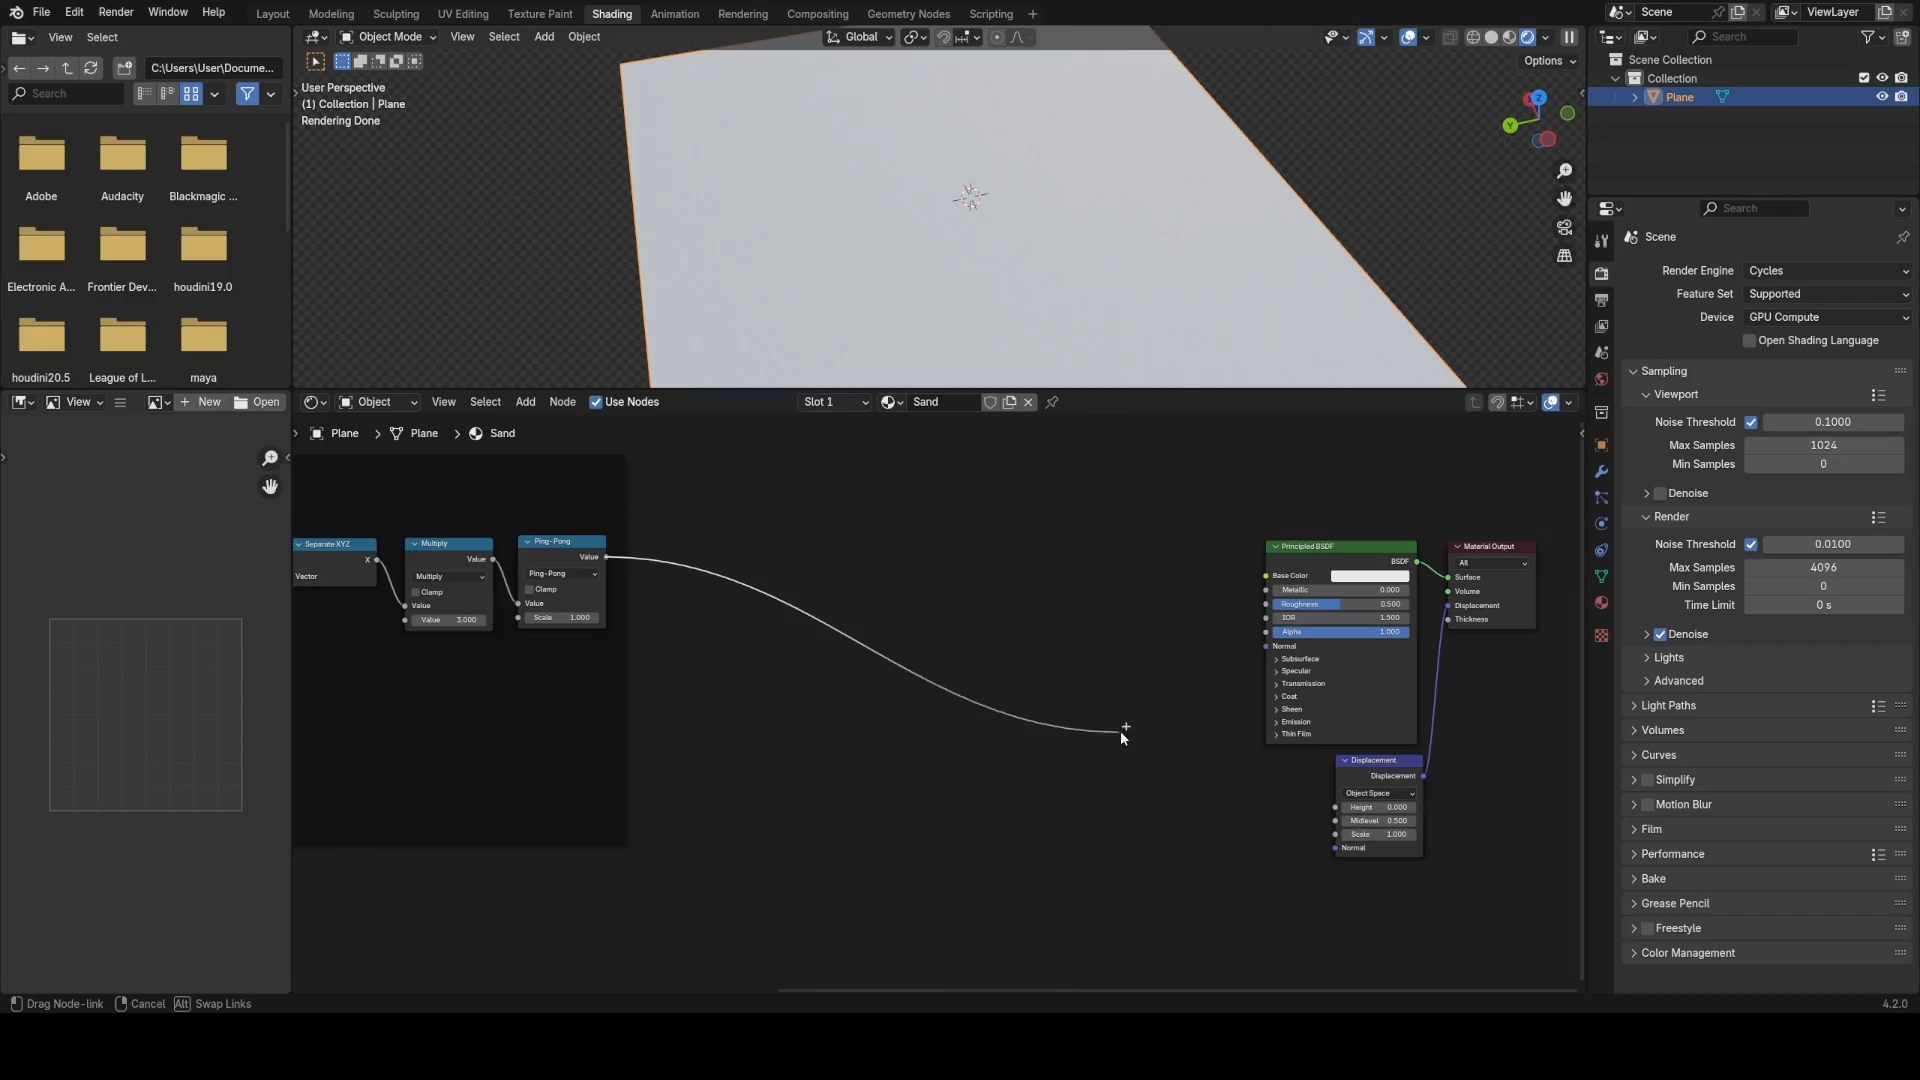 File Edit Render Window Help Layout Modeling Sculpting UV Editing Texture Paint Shading Animation Rendering Compositing Geometry Nodes Scripting + Scene ViewLayer
View Select
Object Mode View Select Add Object Global
Search
C:\Users\User\Docume...
Search
Options
User Perspective
(1) Collection | Plane
Rendering Done
Scene Collection
Collection
Plane
Z
Y
Adobe Audacity Blackmagic ...
Electronic A... Frontier Dev... houdini19.0
houdini20.5 League of L... maya
Search
Scene
Render Engine Cycles
Feature Set Supported
Device GPU Compute
Open Shading Language
Sampling
Viewport
Noise Threshold 0.1000
Max Samples 1024
Min Samples 0
Denoise
Render
Noise Threshold 0.0100
Max Samples 4096
Min Samples 0
Time Limit 0 s
Denoise
Lights
Advanced
Light Paths
Volumes
Curves
Simplify
Motion Blur
Film
Performance
Bake
Grease Pencil
Freestyle
Color Management
View + New Open
Object View Select Add Node Use Nodes Slot 1 Sand
Plane > Plane > Sand
Separate XYZ
X
Vector
Multiply
Value
Multiply
Clamp
Value
Value 3.000
Ping-Pong
Value
Ping-Pong
Clamp
Value
Scale 1.000
Principled BSDF
BSDF
Base Color
Metallic 0.000
Roughness 0.500
IOR 1.500
Alpha 1.000
Normal
Subsurface
Specular
Transmission
Coat
Sheen
Emission
Thin Film
Material Output
All
Surface
Volume
Displacement
Thickness
Displacement
Displacement
Object Space
Height 0.000
Midlevel 0.500
Scale 1.000
Normal
Drag Node-link Cancel Alt Swap Links 4.2.0